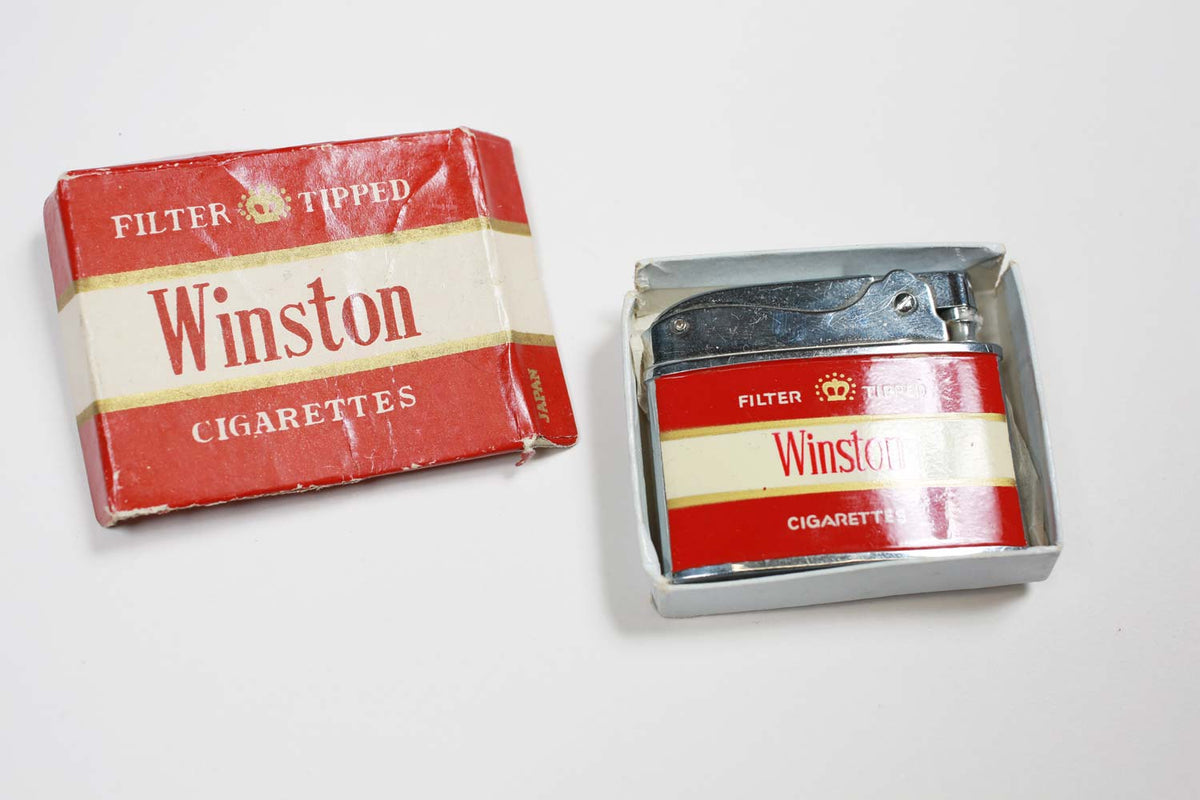 FILTER TIPPED
Winston
CIGARETTES
JAPAN
FILTER TIPPED
Winston
CIGARETTES